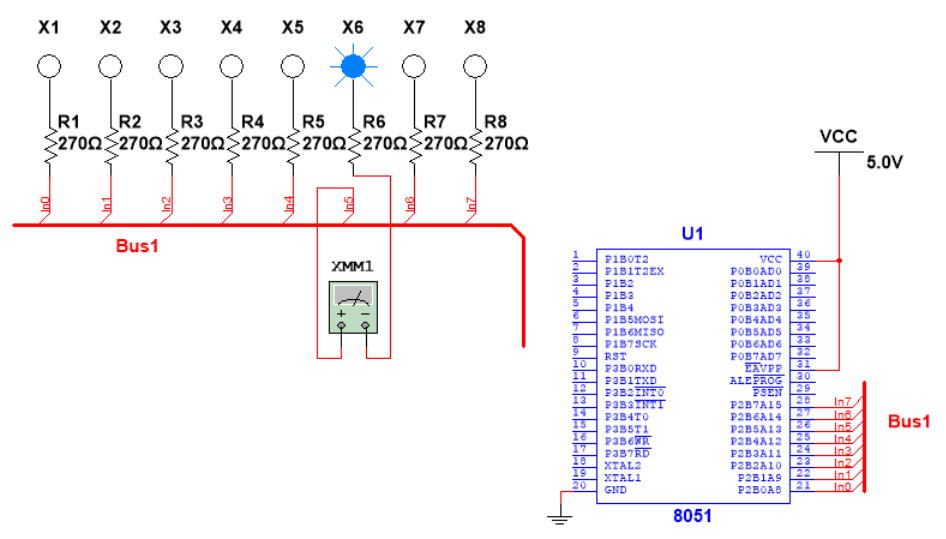 X1 X2 X3 X4 X5 X6 X7 X8
R1 R2 R3 R4 R5 R6 R7 R8
270Ω 270Ω 270Ω 270Ω 270Ω 270Ω 270Ω 270Ω
In0 In1 In2 In3 In4 In5 In6 In7
Bus1
XMM1
+ −
VCC
5.0V
U1
1 P1B0T2 VCC 40
2 P1B1T2EX P0B0AD0 39
3 P1B2 P0B1AD1 38
4 P1B3 P0B2AD2 37
5 P1B4 P0B3AD3 36
6 P1B5MOSI P0B4AD4 35
7 P1B6MISO P0B5AD5 34
8 P1B7SCK P0B6AD6 33
9 RST P0B7AD7 32
10 P3B0RXD EAVPP 31
11 P3B1TXD ALEPROG 30
12 P3B2INT0 PSEN 29
13 P3B3INT1 P2B7A15 28 In7
14 P3B4T0 P2B6A14 27 In6
15 P3B5T1 P2B5A13 26 In5
16 P3B6WR P2B4A12 25 In4
17 P3B7RD P2B3A11 24 In3
18 XTAL2 P2B2A10 23 In2
19 XTAL1 P2B1A9 22 In1
20 GND P2B0A8 21 In0
Bus1
8051